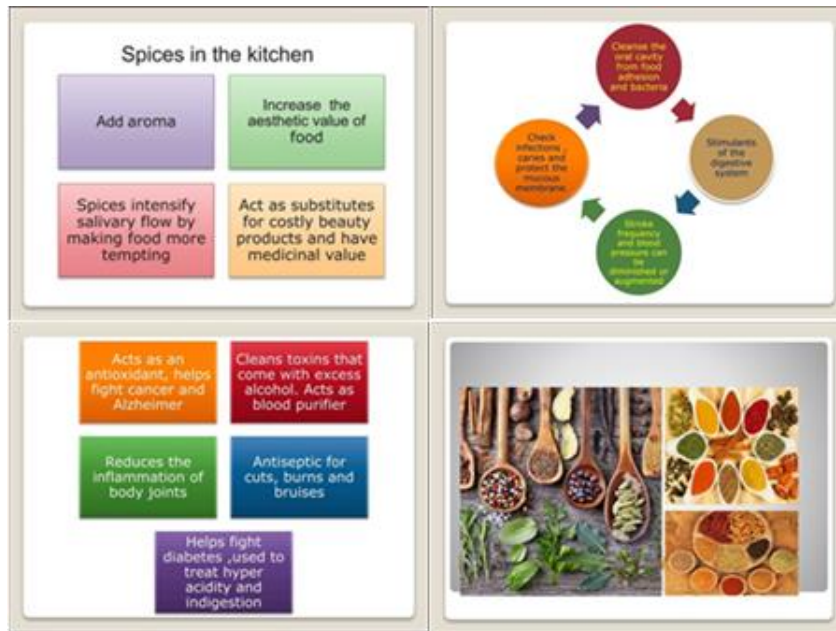 Spices in the kitchen
Add aroma
Increase the
aesthetic value of
food
Spices intensify
salivary flow by
making food more
tempting
Act as substitutes
for costly beauty
products and have
medicinal value
Cleanse the
oral cavity
from food
adhesion
and bacteria
Stimulants
of the
digestive
system
Stroke
frequency
and blood
pressure can
be
diminished or
augmented
Check
infections ,
caries and
protect the
mucous
membrane.
Acts as an
antioxidant, helps
fight cancer and
Alzheimer
Cleans toxins that
come with excess
alcohol. Acts as
blood purifier
Reduces the
inflammation of
body joints
Antiseptic for
cuts, burns and
bruises
Helps fight
diabetes ,used to
treat hyper
acidity and
indigestion